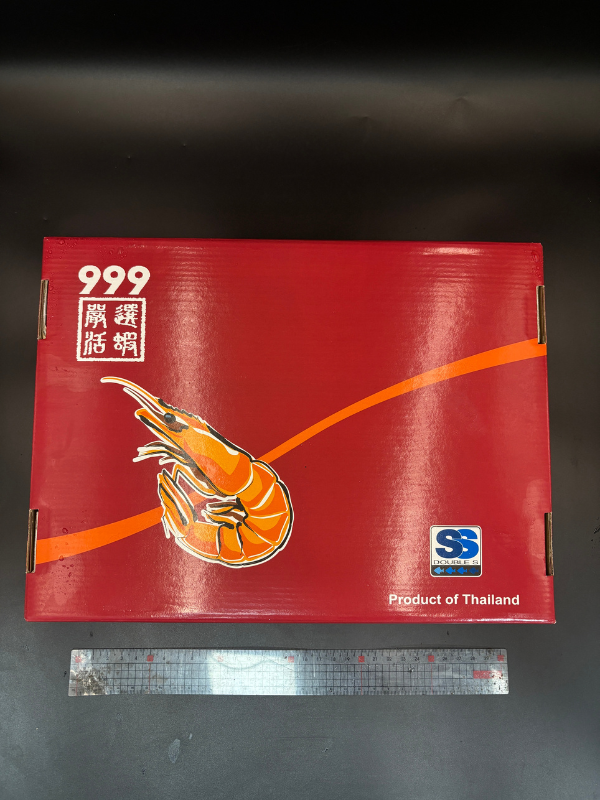 999
嚴選
活蝦
SS
DOUBLE S
Product of Thailand